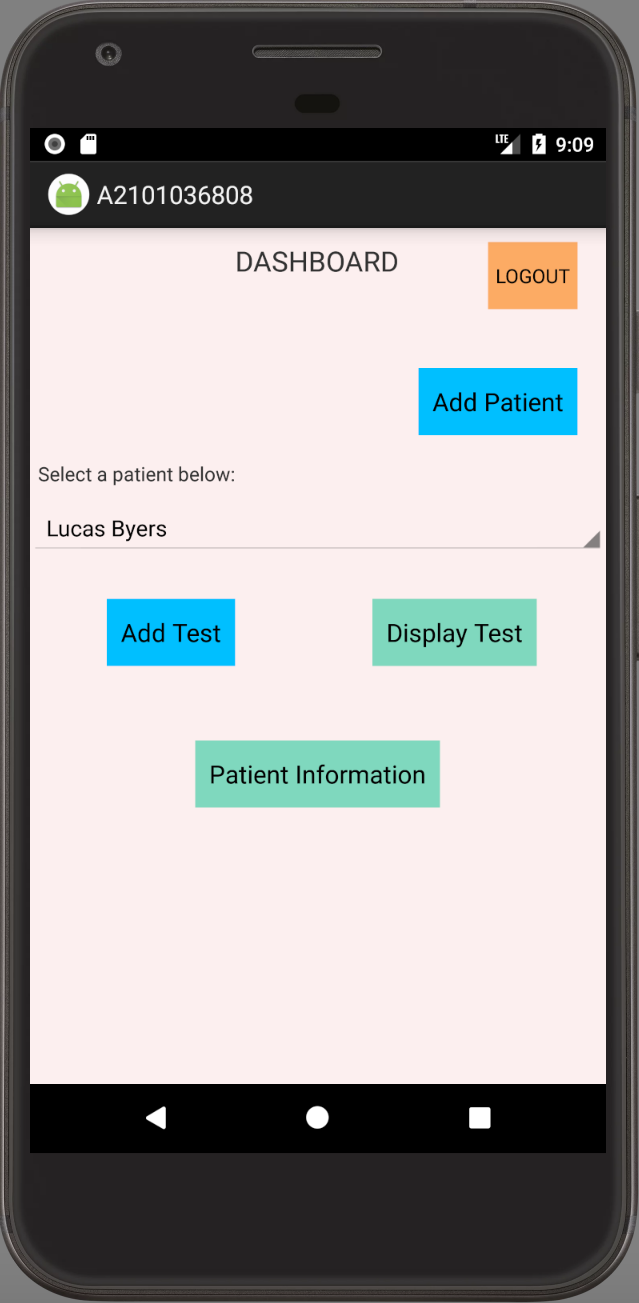 LTE 9:09
A2101036808
DASHBOARD
LOGOUT
Add Patient
Select a patient below:
Lucas Byers
Add Test Display Test
Patient Information